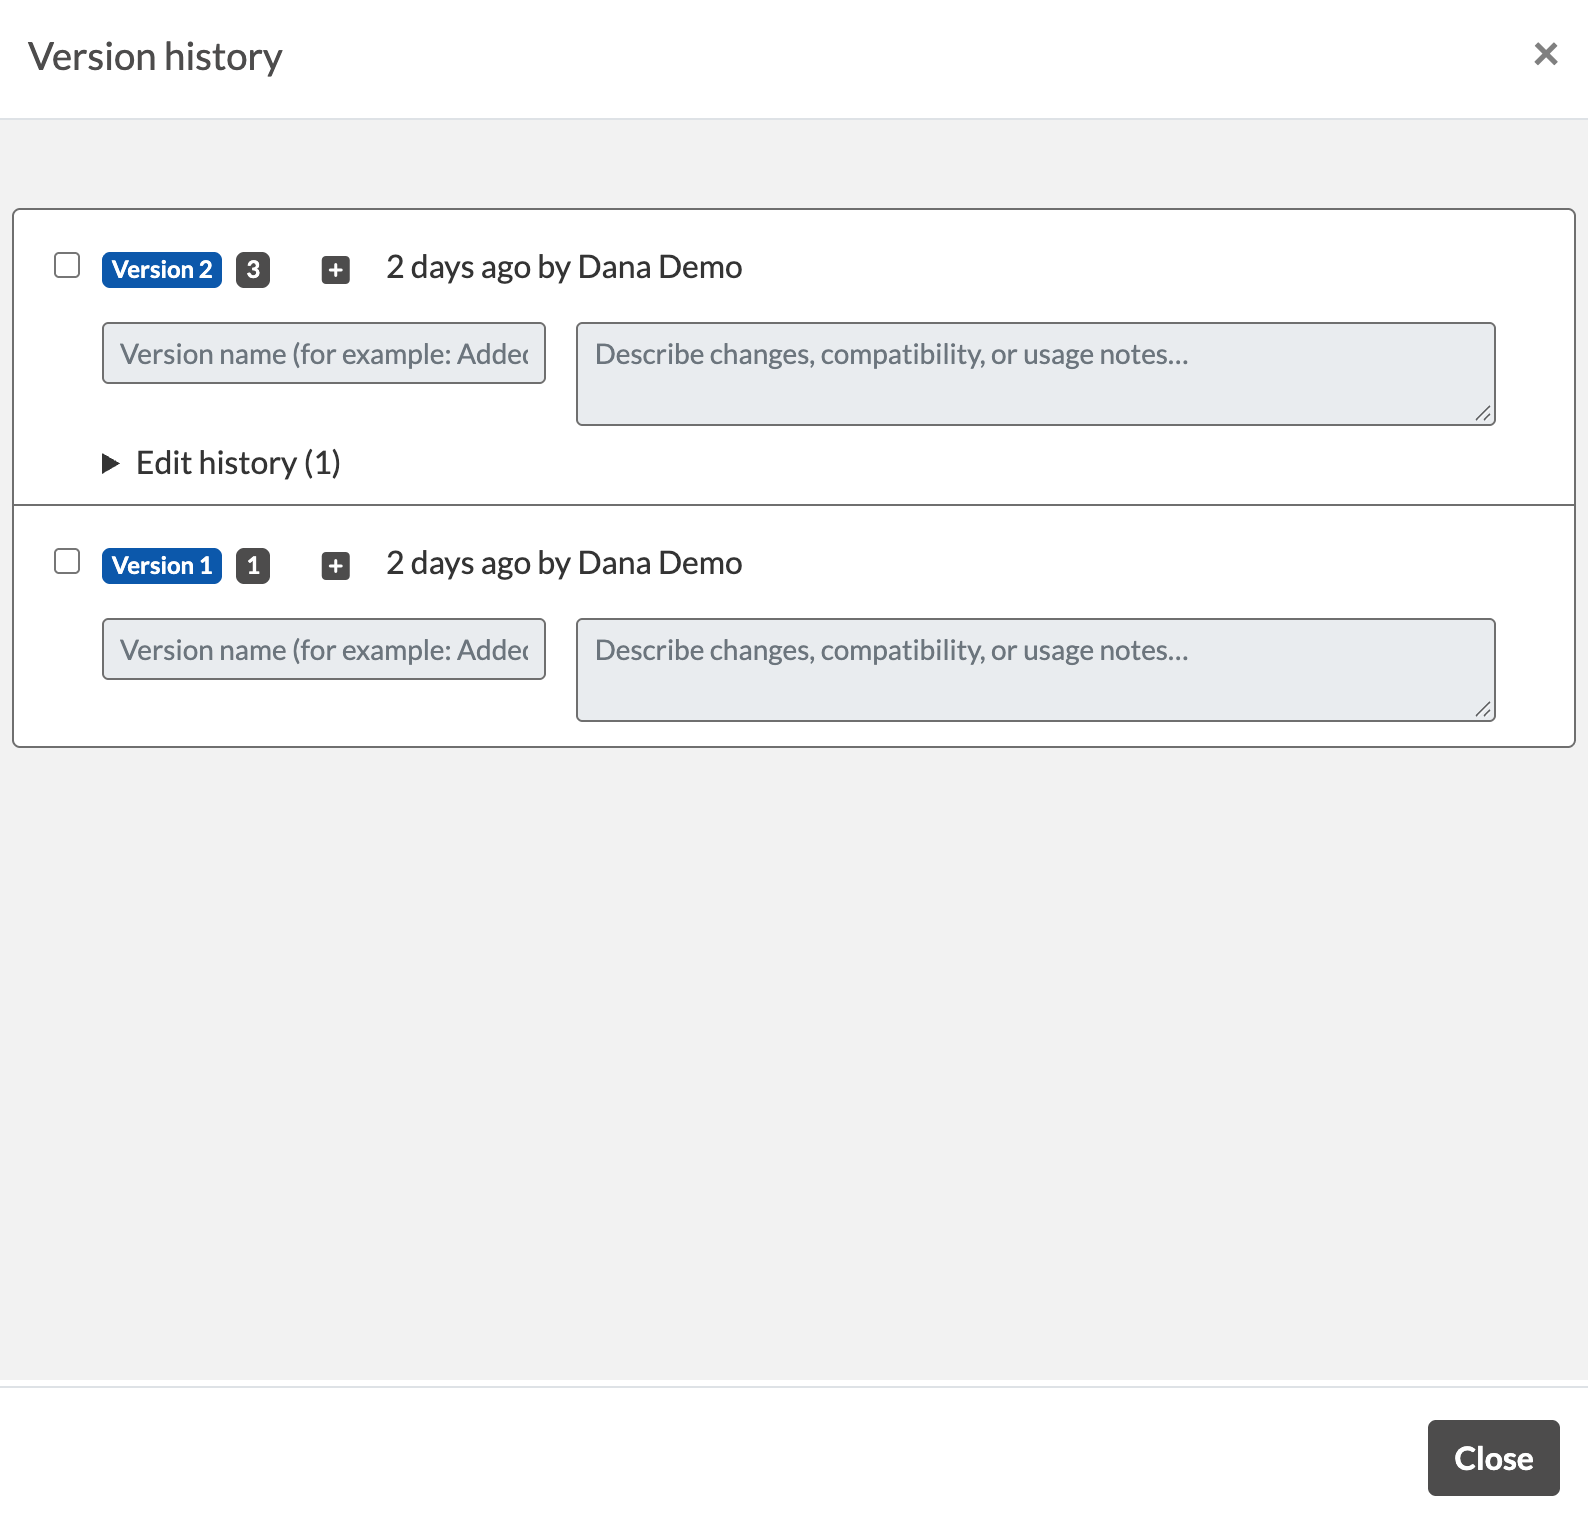 Version history
Version 2 3 + 2 days ago by Dana Demo
Version name (for example: Added
Describe changes, compatibility, or usage notes...
Edit history (1)
Version 1 1 + 2 days ago by Dana Demo
Version name (for example: Added
Describe changes, compatibility, or usage notes...
Close